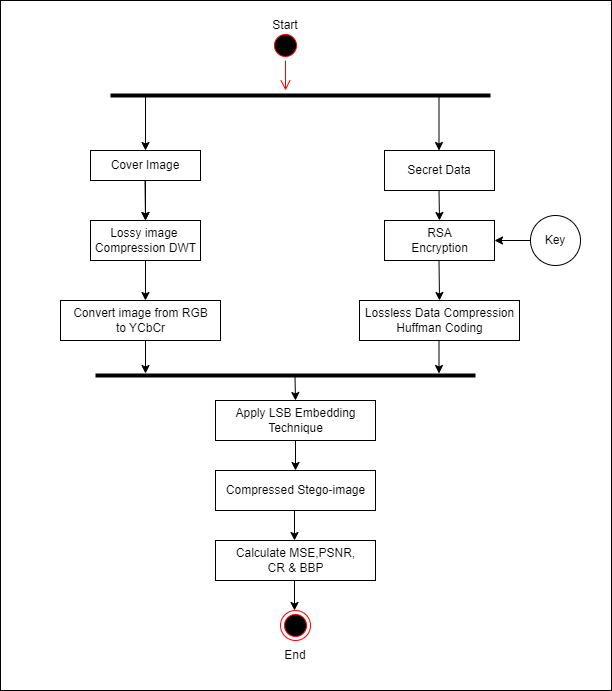 Start
Cover Image
Lossy image
Compression DWT
Convert image from RGB
to YCbCr
Secret Data
RSA
Encryption
Key
Lossless Data Compression
Huffman Coding
Apply LSB Embedding
Technique
Compressed Stego-image
Calculate MSE,PSNR,
CR & BBP
End